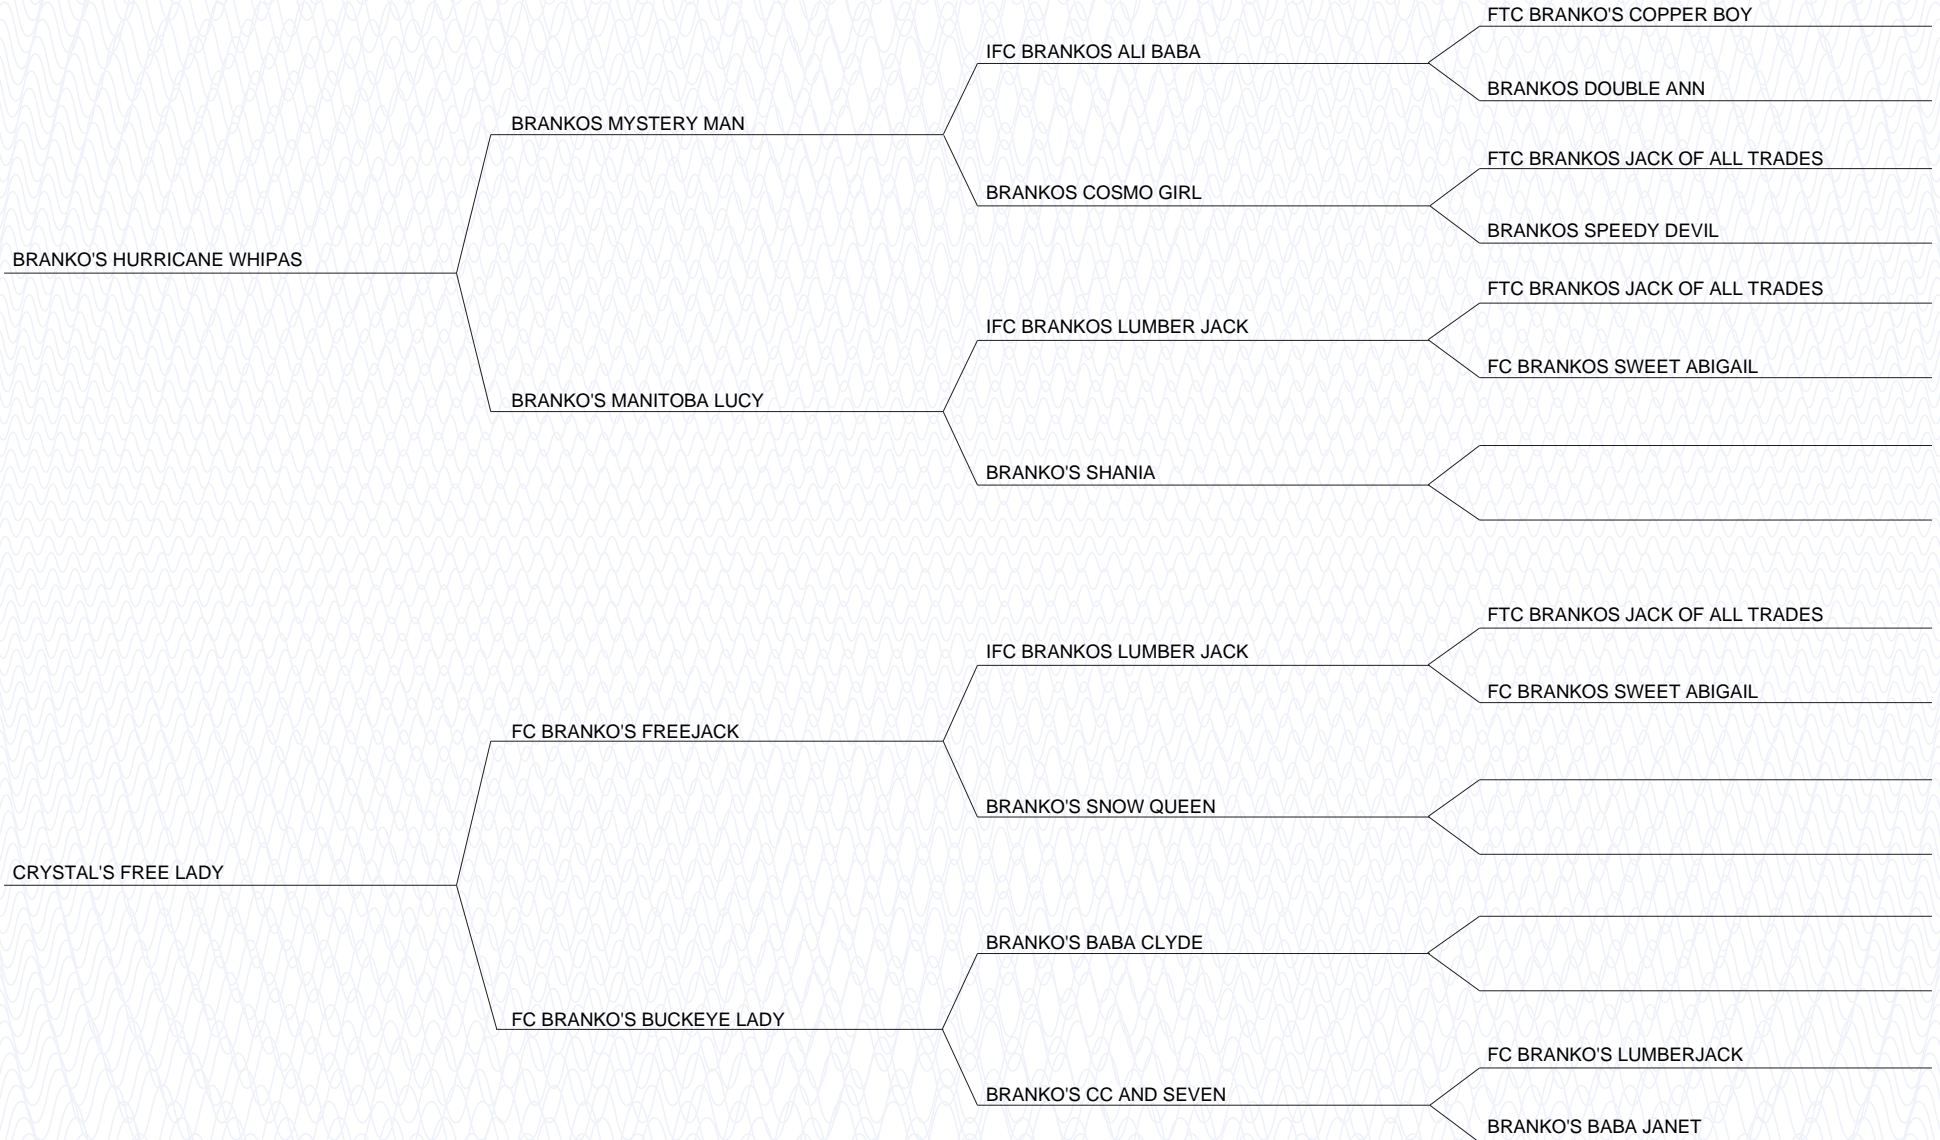 FTC BRANKO'S COPPER BOY
IFC BRANKOS ALI BABA
BRANKOS DOUBLE ANN
BRANKOS MYSTERY MAN
FTC BRANKOS JACK OF ALL TRADES
BRANKOS COSMO GIRL
BRANKOS SPEEDY DEVIL
BRANKO'S HURRICANE WHIPAS
FTC BRANKOS JACK OF ALL TRADES
IFC BRANKOS LUMBER JACK
FC BRANKOS SWEET ABIGAIL
BRANKO'S MANITOBA LUCY
BRANKO'S SHANIA
FTC BRANKOS JACK OF ALL TRADES
IFC BRANKOS LUMBER JACK
FC BRANKOS SWEET ABIGAIL
FC BRANKO'S FREEJACK
BRANKO'S SNOW QUEEN
CRYSTAL'S FREE LADY
BRANKO'S BABA CLYDE
FC BRANKO'S BUCKEYE LADY
FC BRANKO'S LUMBERJACK
BRANKO'S CC AND SEVEN
BRANKO'S BABA JANET